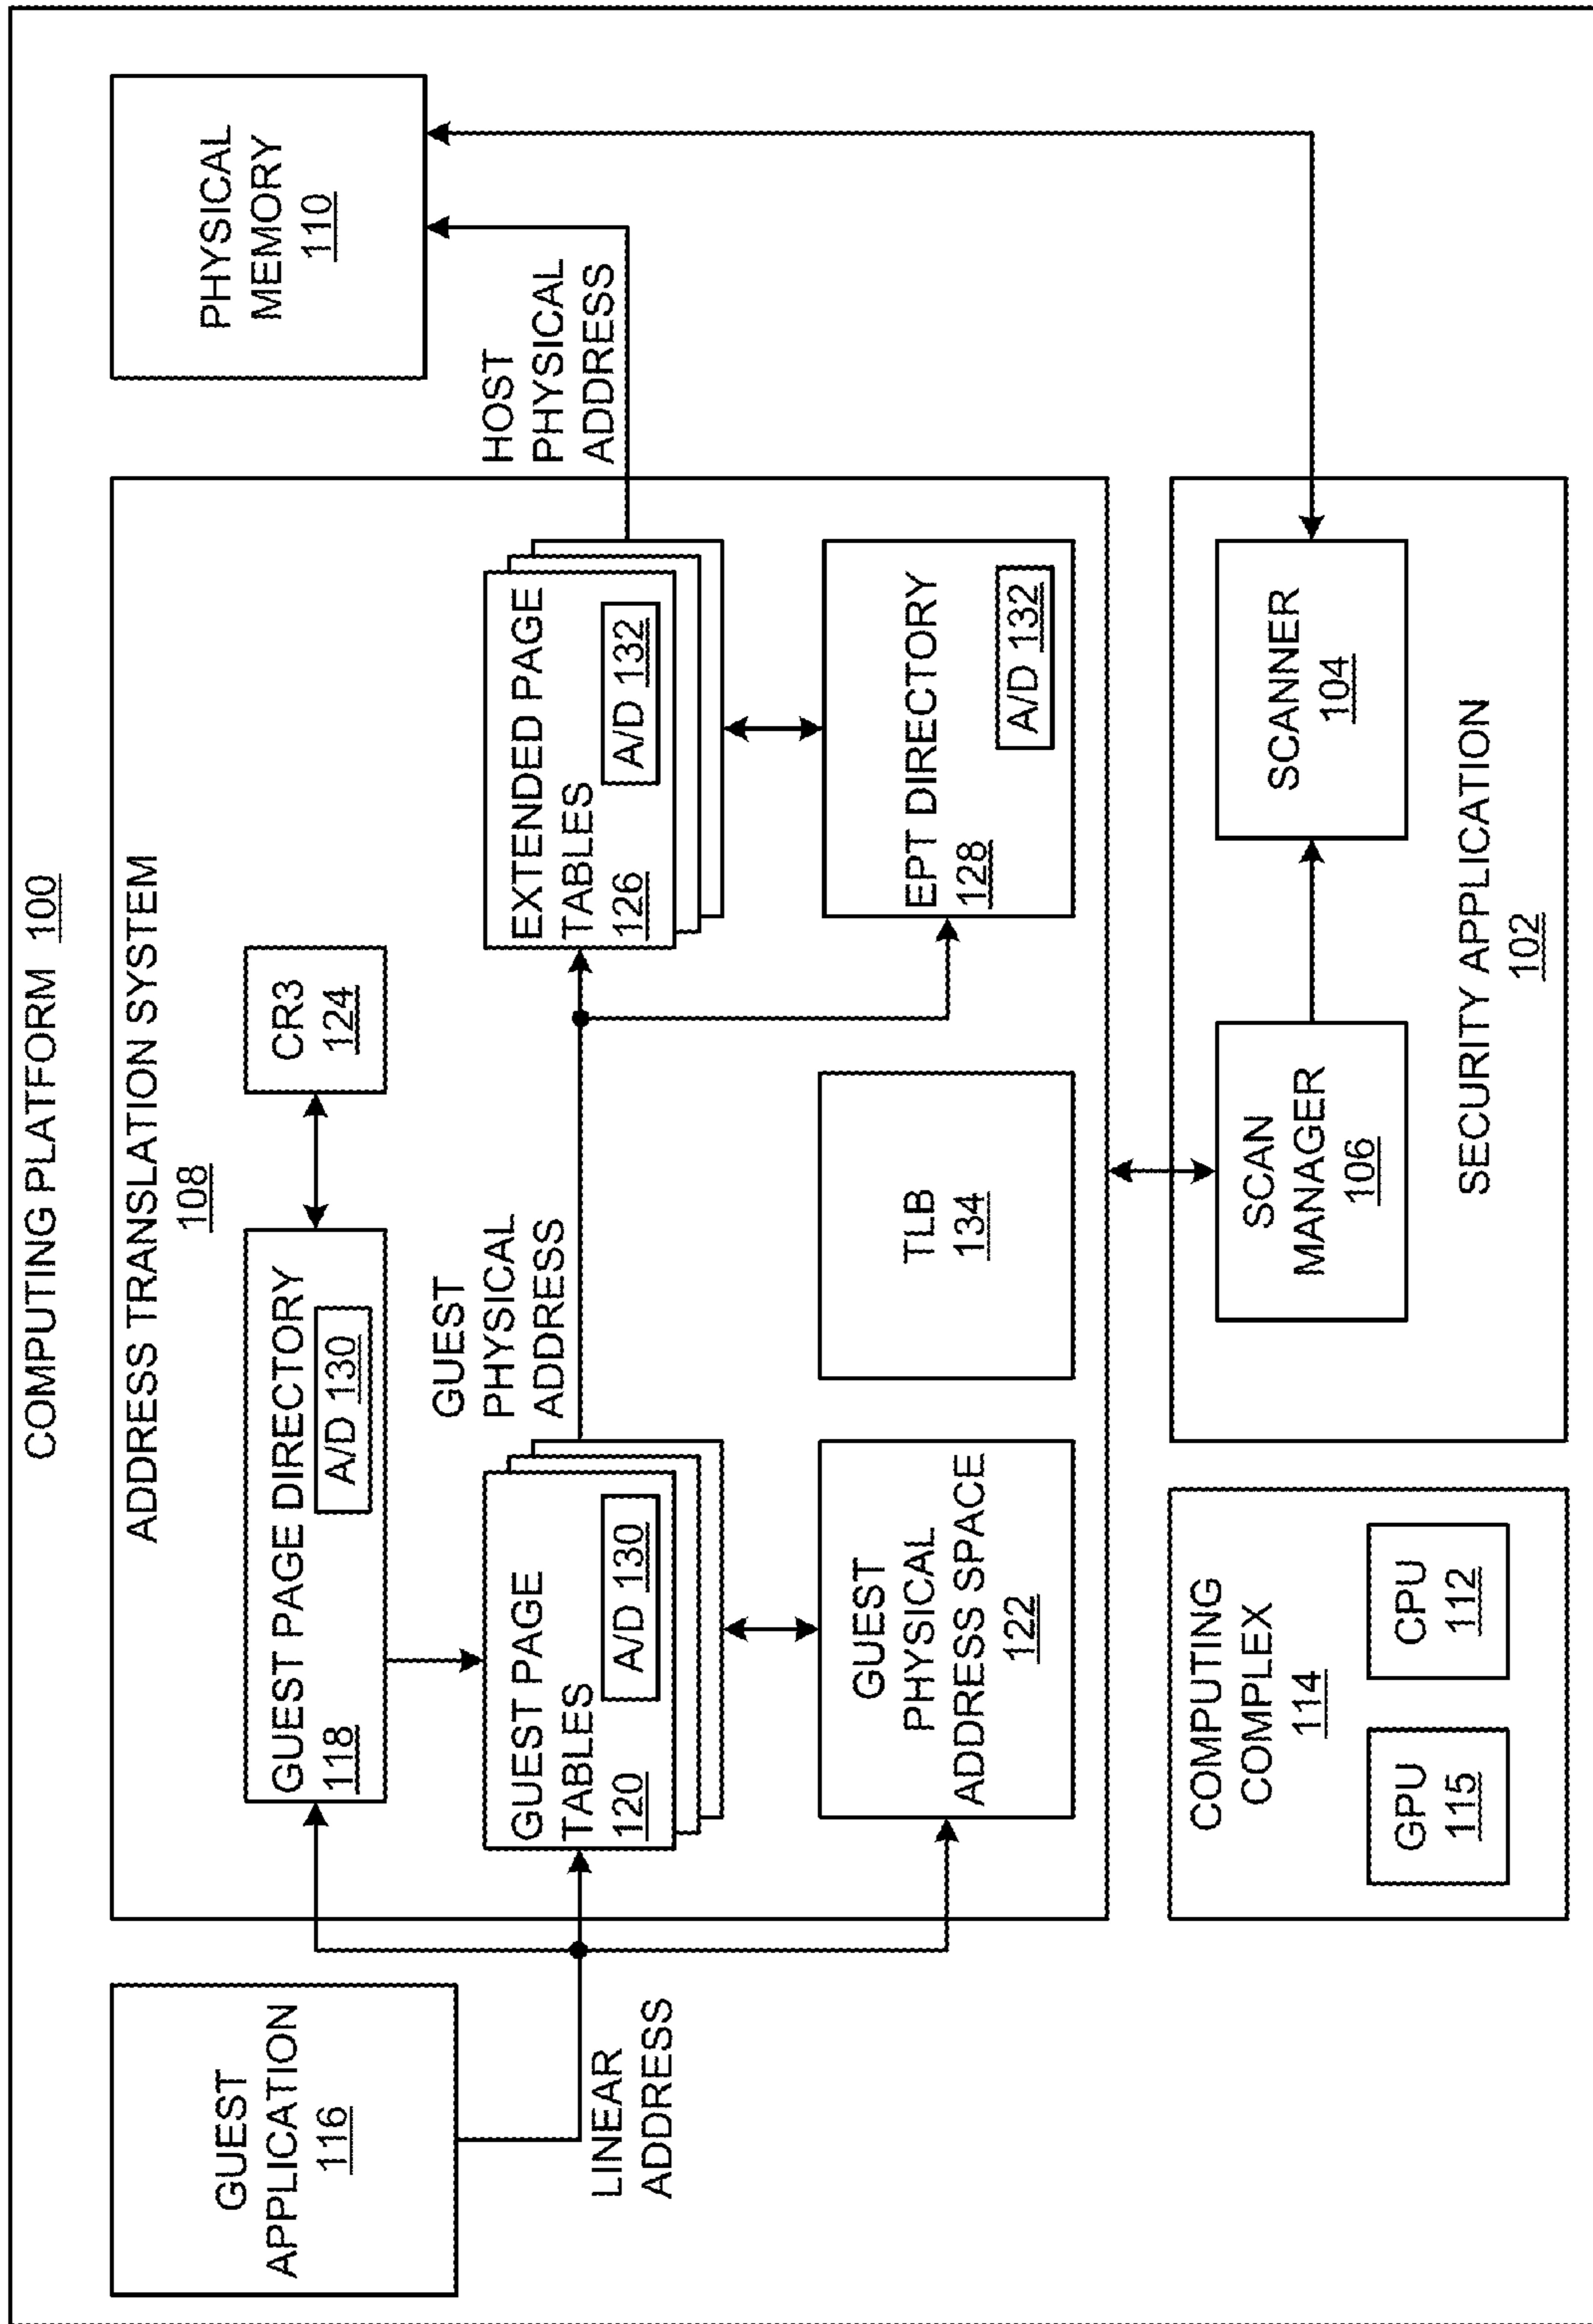 COMPUTING PLATFORM 100
GUEST
APPLICATION
116
LINEAR
ADDRESS
ADDRESS TRANSLATION SYSTEM
108
GUEST PAGE DIRECTORY
118
A/D 130
CR3
124
GUEST PAGE
TABLES
120
A/D 130
GUEST
PHYSICAL
ADDRESS
EXTENDED PAGE
TABLES
126
A/D 132
GUEST
PHYSICAL
ADDRESS SPACE
122
TLB
134
EPT DIRECTORY
128
A/D 132
HOST
PHYSICAL
ADDRESS
PHYSICAL
MEMORY
110
COMPUTING
COMPLEX
114
GPU
115
CPU
112
SCAN
MANAGER
106
SCANNER
104
SECURITY APPLICATION
102